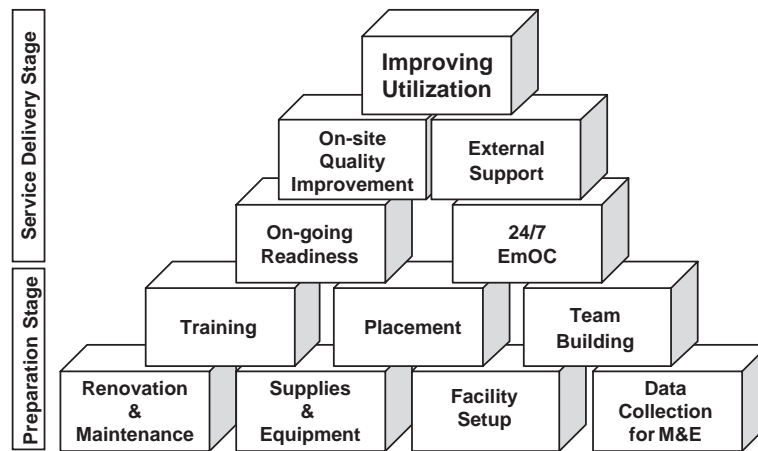 Service Delivery Stage
Improving
Utilization
On-site
Quality
Improvement
External
Support
On-going
Readiness
24/7
EmOC
Preparation Stage
Training
Placement
Team
Building
Renovation
&
Maintenance
Supplies
&
Equipment
Facility
Setup
Data
Collection
for M&E